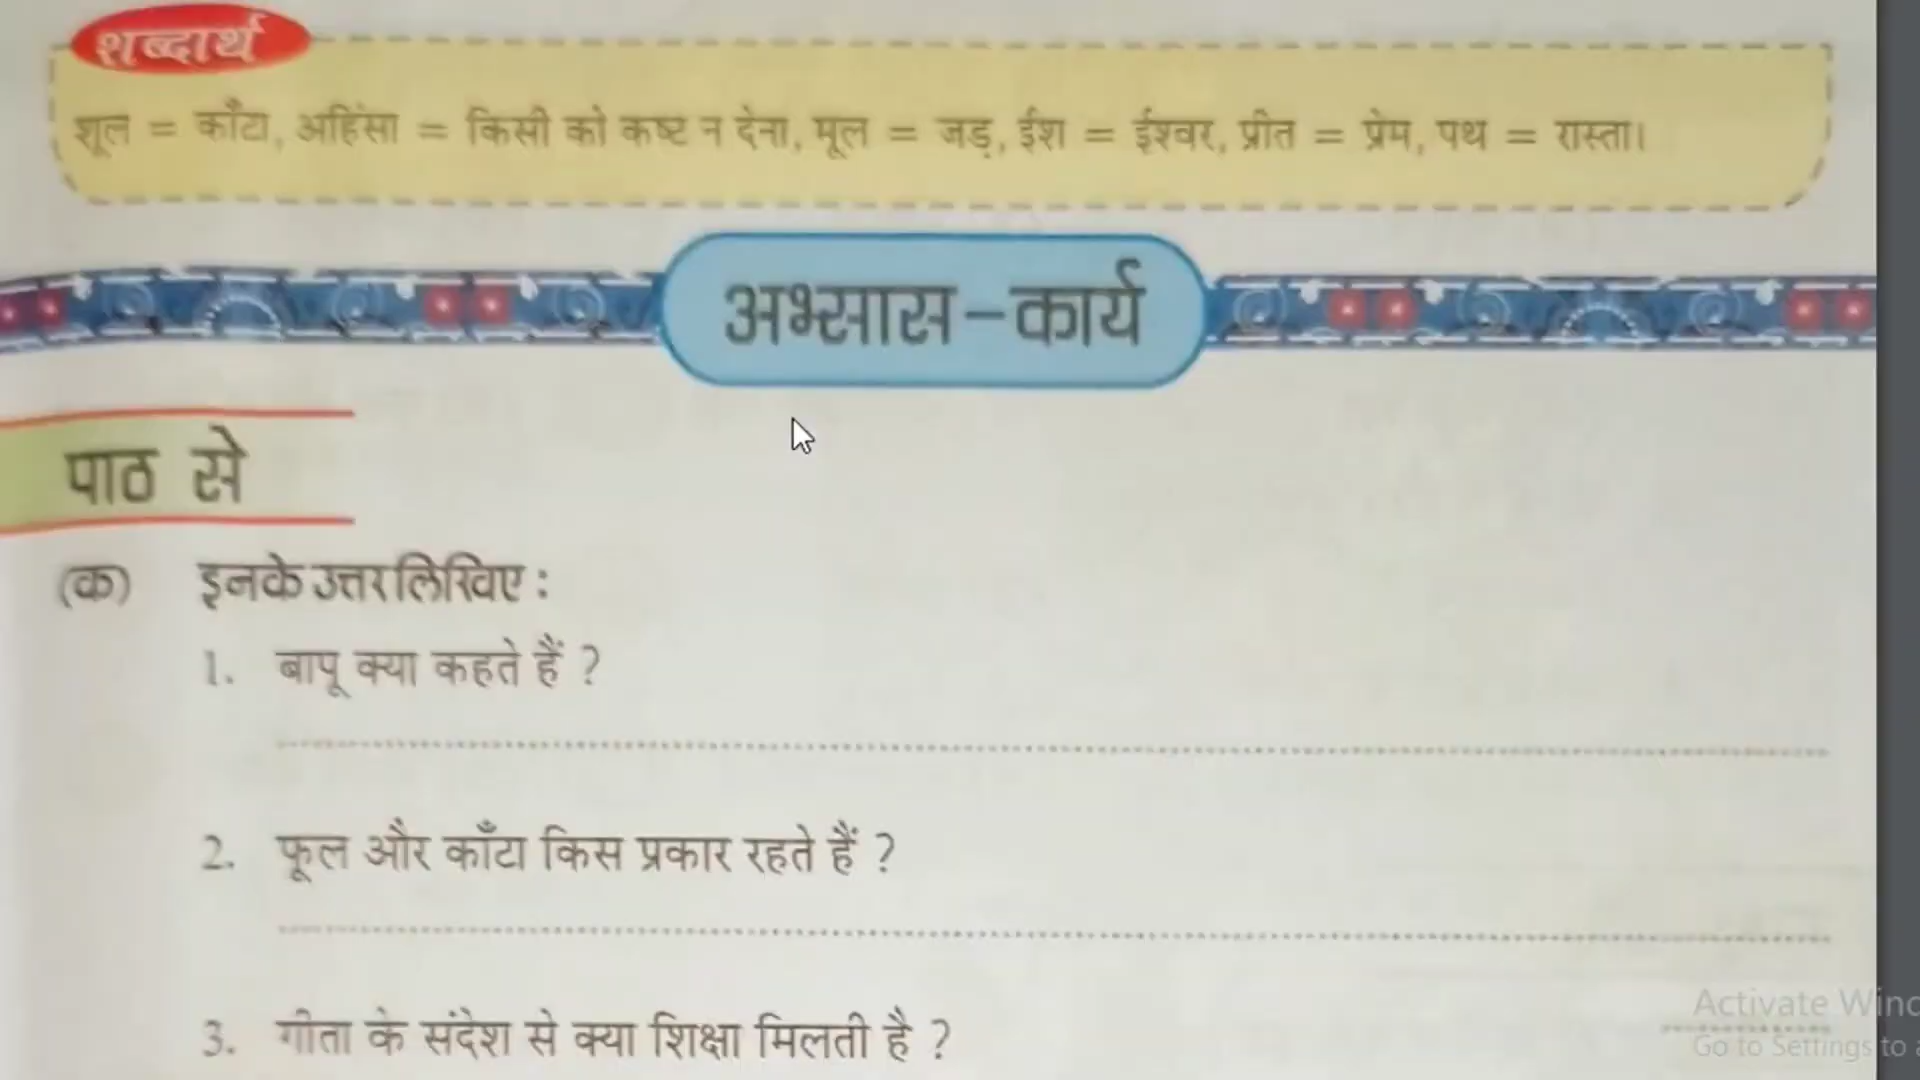 शब्दार्थ
शूल = काँटा, अहिंसा = किसी को कष्ट न देना, मूल = जड़, ईश = ईश्वर, प्रीत = प्रेम, पथ = रास्ता।
अभ्सास-कार्य
पाठ से
(क) इनके उत्तर लिखिए :
1. बापू क्या कहते हैं ?
2. फूल और काँटा किस प्रकार रहते हैं ?
3. गीता के संदेश से क्या शिक्षा मिलती है ?
Activate Wind
Go to Settings to a